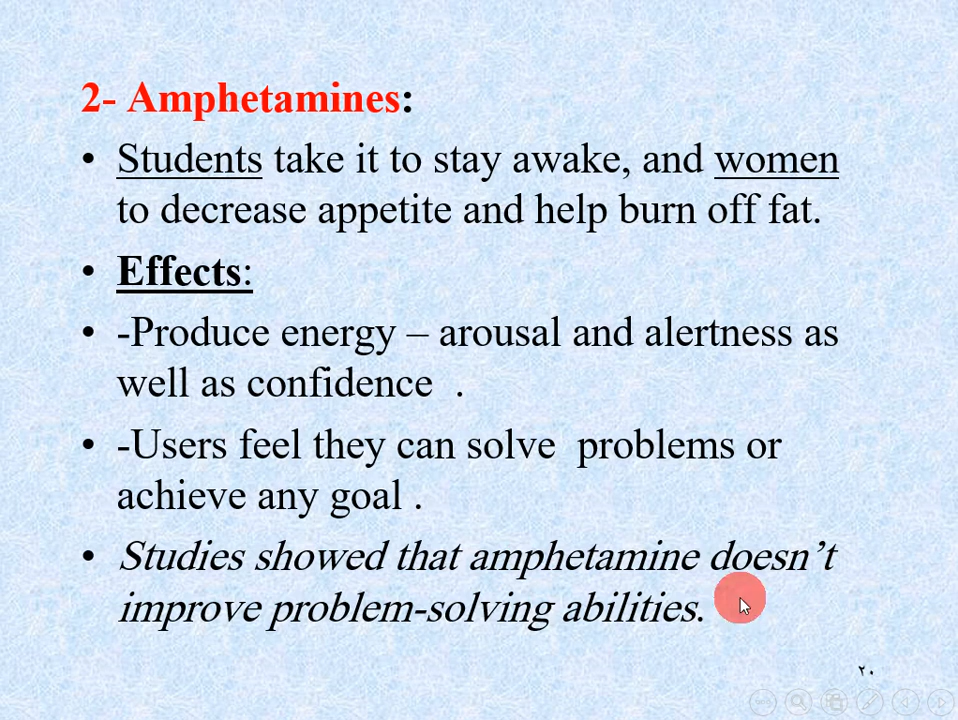 2- Amphetamines:
• Students take it to stay awake, and women
to decrease appetite and help burn off fat.
• Effects:
• -Produce energy – arousal and alertness as
well as confidence .
• -Users feel they can solve problems or
achieve any goal .
• Studies showed that amphetamine doesn’t
improve problem-solving abilities.
٢٠